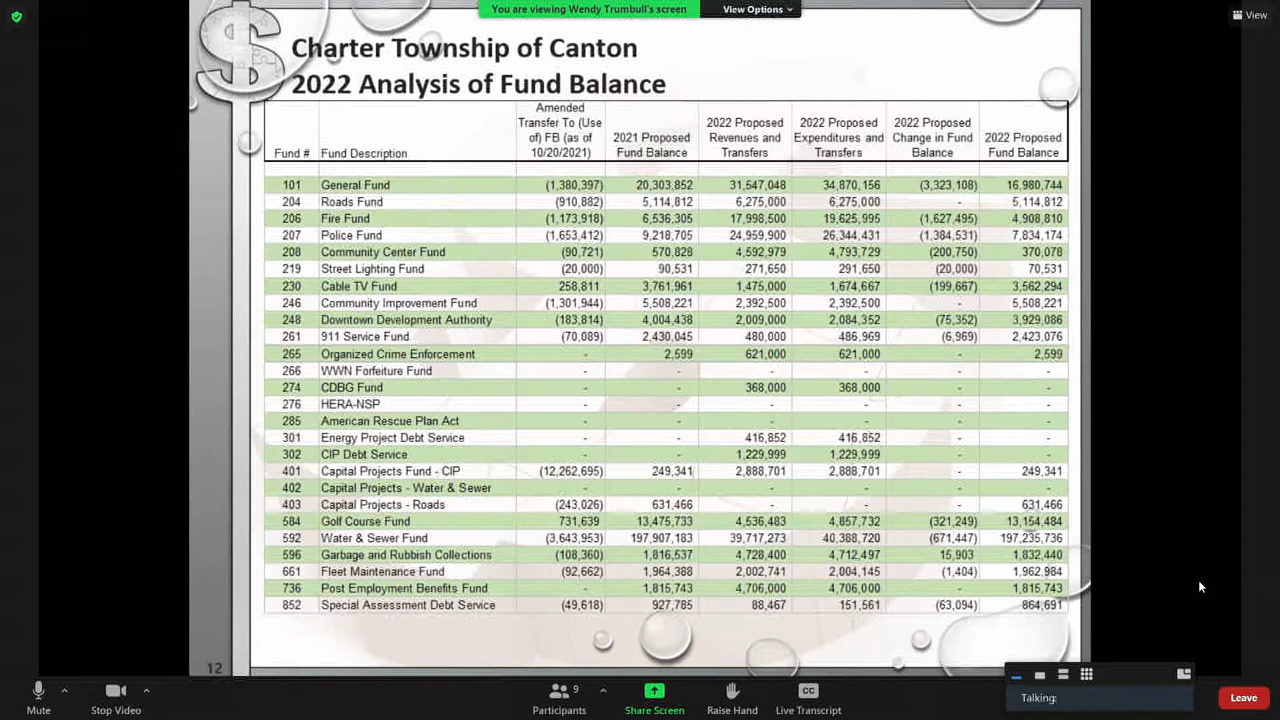 You are viewing Wendy Trumbull's screen
View Options
View
Charter Township of Canton
2022 Analysis of Fund Balance
Fund # Fund Description Amended Transfer To (Use of) FB (as of 10/20/2021) 2021 Proposed Fund Balance 2022 Proposed Revenues and Transfers 2022 Proposed Expenditures and Transfers 2022 Proposed Change in Fund Balance 2022 Proposed Fund Balance
101 General Fund (1,380,397) 20,303,852 31,547,048 34,870,156 (3,323,108) 16,980,744
204 Roads Fund (910,882) 5,114,812 6,275,000 6,275,000 - 5,114,812
206 Fire Fund (1,173,918) 6,536,305 17,998,500 19,625,995 (1,627,495) 4,908,810
207 Police Fund (1,653,412) 9,218,705 24,959,900 26,344,431 (1,384,531) 7,834,174
208 Community Center Fund (90,721) 570,828 4,592,979 4,793,729 (200,750) 370,078
219 Street Lighting Fund (20,000) 90,531 271,650 291,650 (20,000) 70,531
230 Cable TV Fund 258,811 3,761,961 1,475,000 1,674,667 (199,667) 3,562,294
246 Community Improvement Fund (1,301,944) 5,508,221 2,392,500 2,392,500 - 5,508,221
248 Downtown Development Authority (183,814) 4,004,438 2,009,000 2,084,352 (75,352) 3,929,086
261 911 Service Fund (70,089) 2,430,045 480,000 486,969 (6,969) 2,423,076
265 Organized Crime Enforcement - 2,599 621,000 621,000 - 2,599
266 WWN Forfeiture Fund - - - - - -
274 CDBG Fund - - 368,000 368,000 - -
276 HERA-NSP - - - - - -
285 American Rescue Plan Act - - - - - -
301 Energy Project Debt Service - - 416,852 416,852 - -
302 CIP Debt Service - - 1,229,999 1,229,999 - -
401 Capital Projects Fund - CIP (12,262,695) 249,341 2,888,701 2,888,701 - 249,341
402 Capital Projects - Water & Sewer - - - - - -
403 Capital Projects - Roads (243,026) 631,466 - - - 631,466
584 Golf Course Fund 731,639 13,475,733 4,536,483 4,857,732 (321,249) 13,154,484
592 Water & Sewer Fund (3,643,953) 197,907,183 39,717,273 40,388,720 (671,447) 197,235,736
596 Garbage and Rubbish Collections (108,360) 1,816,537 4,728,400 4,712,497 15,903 1,832,440
661 Fleet Maintenance Fund (92,662) 1,964,388 2,002,741 2,004,145 (1,404) 1,962,984
736 Post Employment Benefits Fund - 1,815,743 4,706,000 4,706,000 - 1,815,743
852 Special Assessment Debt Service (49,618) 927,785 88,467 151,561 (63,094) 864,691
12
Talking:
Mute
Stop Video
9
Participants
Share Screen
Raise Hand
CC
Live Transcript
Leave